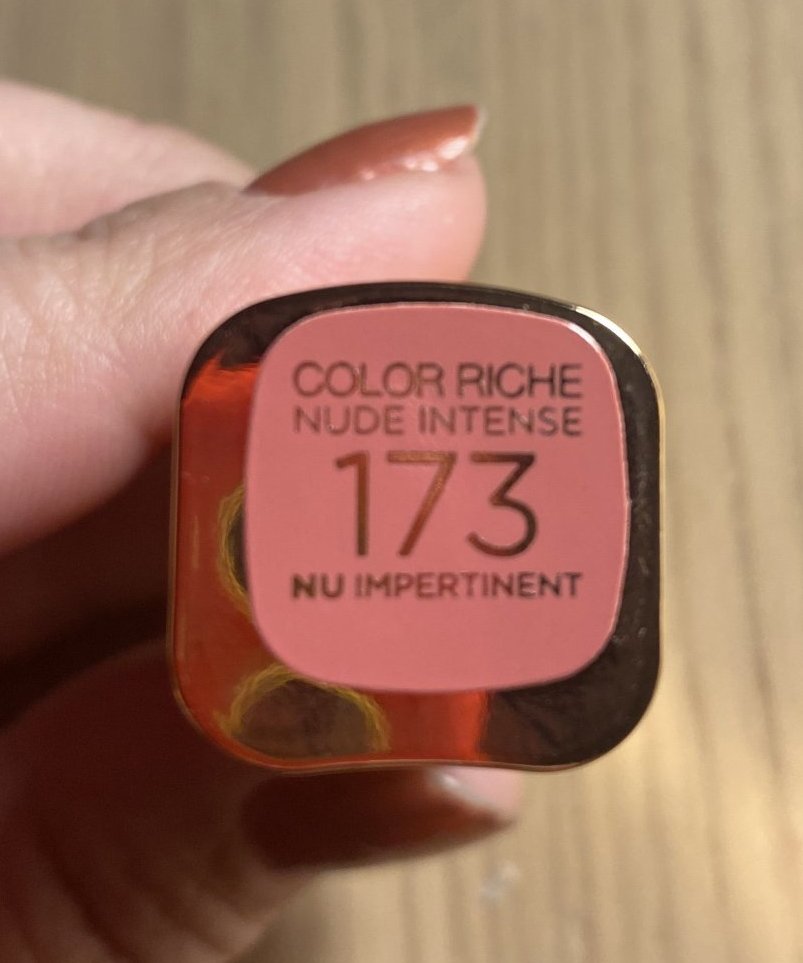 COLOR RICHE
NUDE INTENSE
173
NU IMPERTINENT